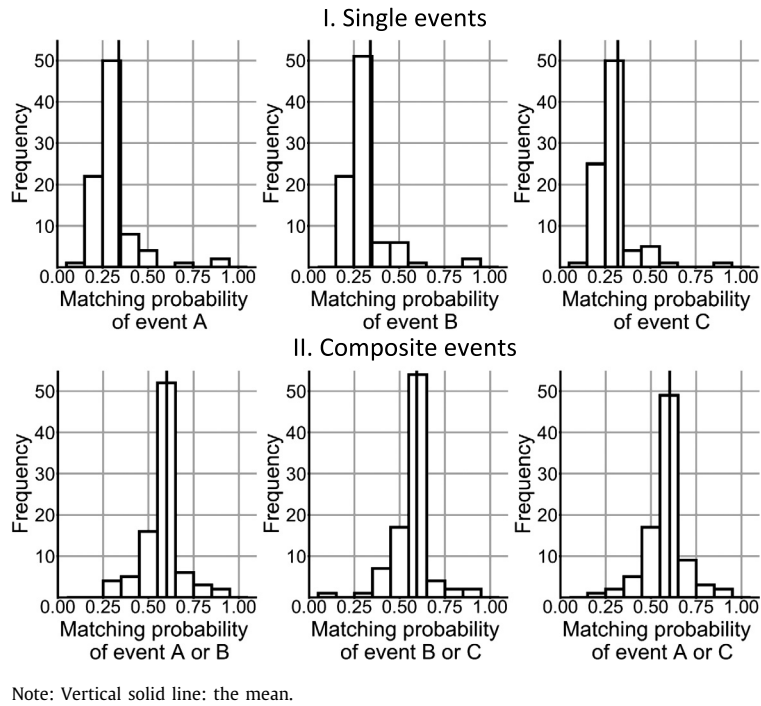 I. Single events
Frequency
50
40
30
20
10
0.00 0.25 0.50 0.75 1.00
Matching probability
of event A
Frequency
50
40
30
20
10
0.00 0.25 0.50 0.75 1.00
Matching probability
of event B
Frequency
50
40
30
20
10
0.00 0.25 0.50 0.75 1.00
Matching probability
of event C
II. Composite events
Frequency
50
40
30
20
10
0.00 0.25 0.50 0.75 1.00
Matching probability
of event A or B
Frequency
50
40
30
20
10
0.00 0.25 0.50 0.75 1.00
Matching probability
of event B or C
Frequency
50
40
30
20
10
0.00 0.25 0.50 0.75 1.00
Matching probability
of event A or C
Note: Vertical solid line: the mean.